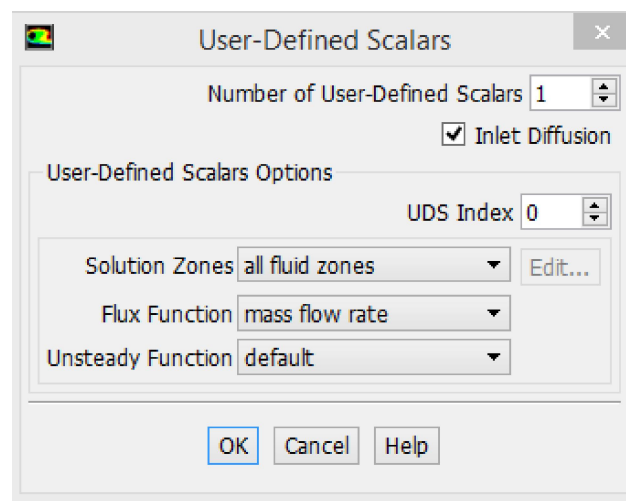 User-Defined Scalars
Number of User-Defined Scalars 1
Inlet Diffusion
User-Defined Scalars Options
UDS Index 0
Solution Zones all fluid zones Edit...
Flux Function mass flow rate
Unsteady Function default
OK Cancel Help